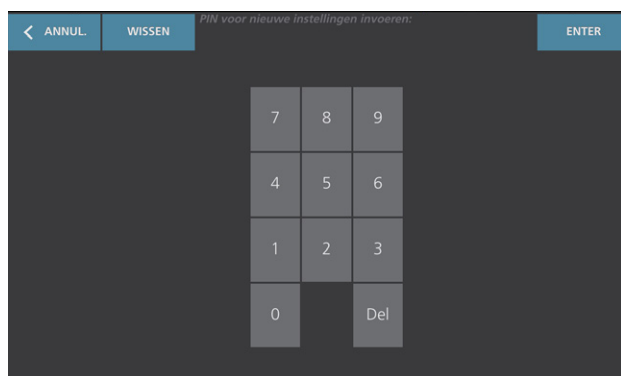 PIN voor nieuwe instellingen invoeren:
ANNUL.
WISSEN
ENTER
7 8 9
4 5 6
1 2 3
0 Del